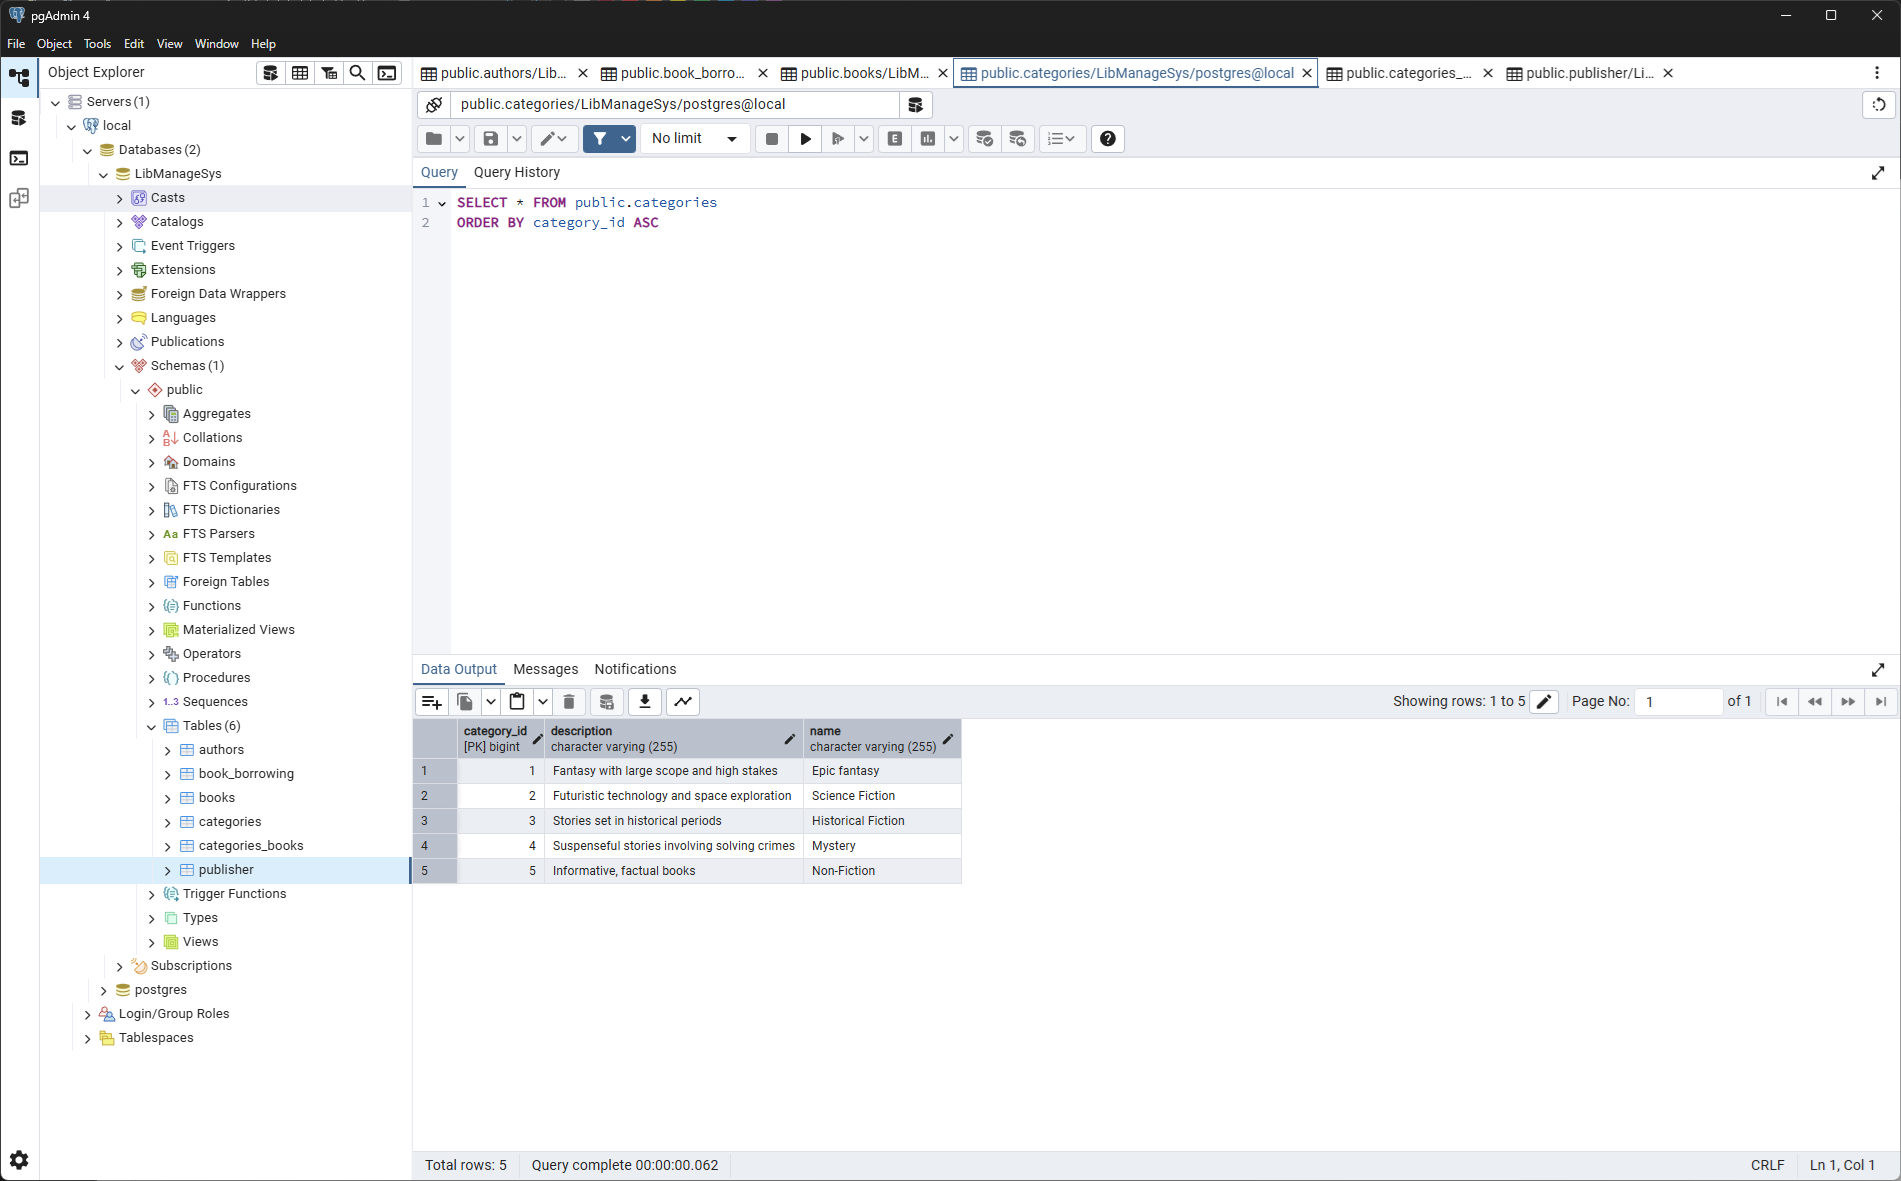 pgAdmin 4
File Object Tools Edit View Window Help
Object Explorer
public.authors/Lib...
public.book_borro...
public.books/LibM...
public.categories/LibManageSys/postgres@local
public.categories_...
public.publisher/Li...
Servers (1)
local
Databases (2)
LibManageSys
Casts
Catalogs
Event Triggers
Extensions
Foreign Data Wrappers
Languages
Publications
Schemas (1)
public
Aggregates
Collations
Domains
FTS Configurations
FTS Dictionaries
Aa FTS Parsers
FTS Templates
Foreign Tables
Functions
Materialized Views
Operators
Procedures
1..3 Sequences
Tables (6)
authors
book_borrowing
books
categories
categories_books
publisher
Trigger Functions
Types
Views
Subscriptions
postgres
Login/Group Roles
Tablespaces
public.categories/LibManageSys/postgres@local
No limit
E
Query Query History
1 SELECT * FROM public.categories
2 ORDER BY category_id ASC
Data Output Messages Notifications
Showing rows: 1 to 5 Page No: 1 of 1
category_id description name
[PK] bigint character varying (255) character varying (255)
1 1 Fantasy with large scope and high stakes Epic fantasy
2 2 Futuristic technology and space exploration Science Fiction
3 3 Stories set in historical periods Historical Fiction
4 4 Suspenseful stories involving solving crimes Mystery
5 5 Informative, factual books Non-Fiction
Total rows: 5 Query complete 00:00:00.062 CRLF Ln 1, Col 1